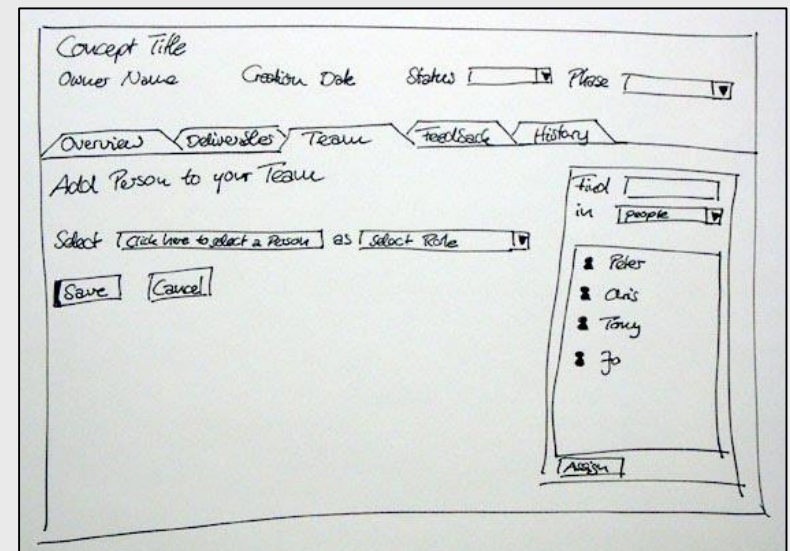 Concept Title
Owner Name Creation Date Status Phase
Overview Deliverables Team Feedback History
Add Person to your Team
Select Click here to select a Person as Select Role
Save Cancel
Find
in people
Peter
Chris
Tony
Jo
Assign